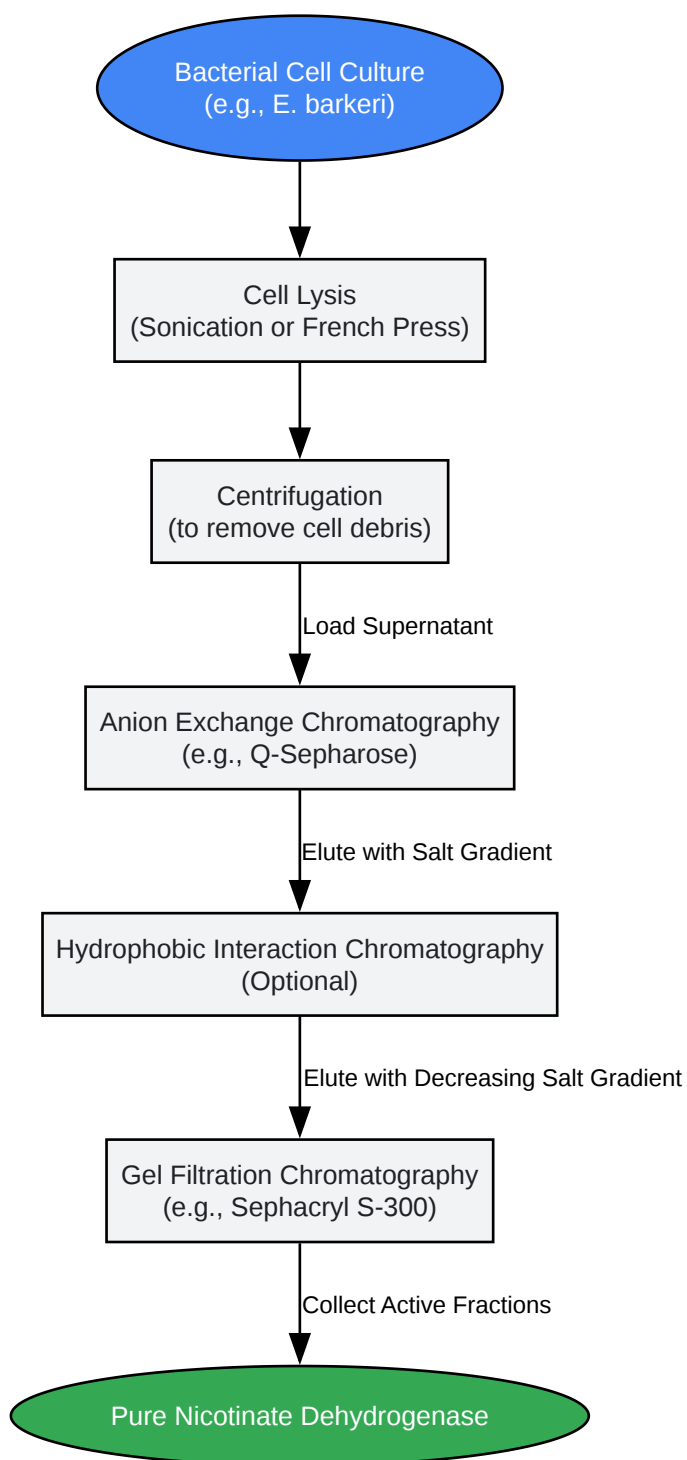 Bacterial Cell Culture
(e.g., E. barkeri)
Cell Lysis
(Sonication or French Press)
Centrifugation
(to remove cell debris)
Load Supernatant
Anion Exchange Chromatography
(e.g., Q-Sepharose)
Elute with Salt Gradient
Hydrophobic Interaction Chromatography
(Optional)
Elute with Decreasing Salt Gradient
Gel Filtration Chromatography
(e.g., Sephacryl S-300)
Collect Active Fractions
Pure Nicotinate Dehydrogenase